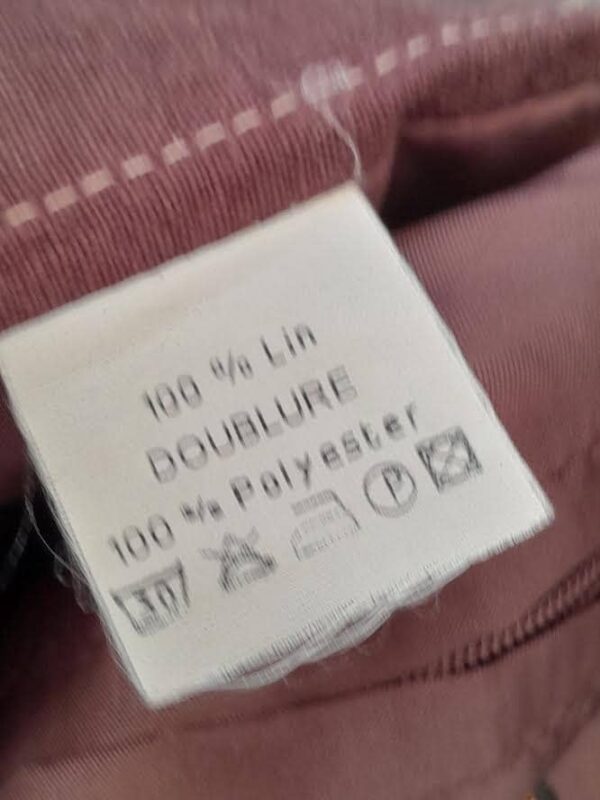 100 % Lin
DOUBLURE
100 % Polyester
30 P